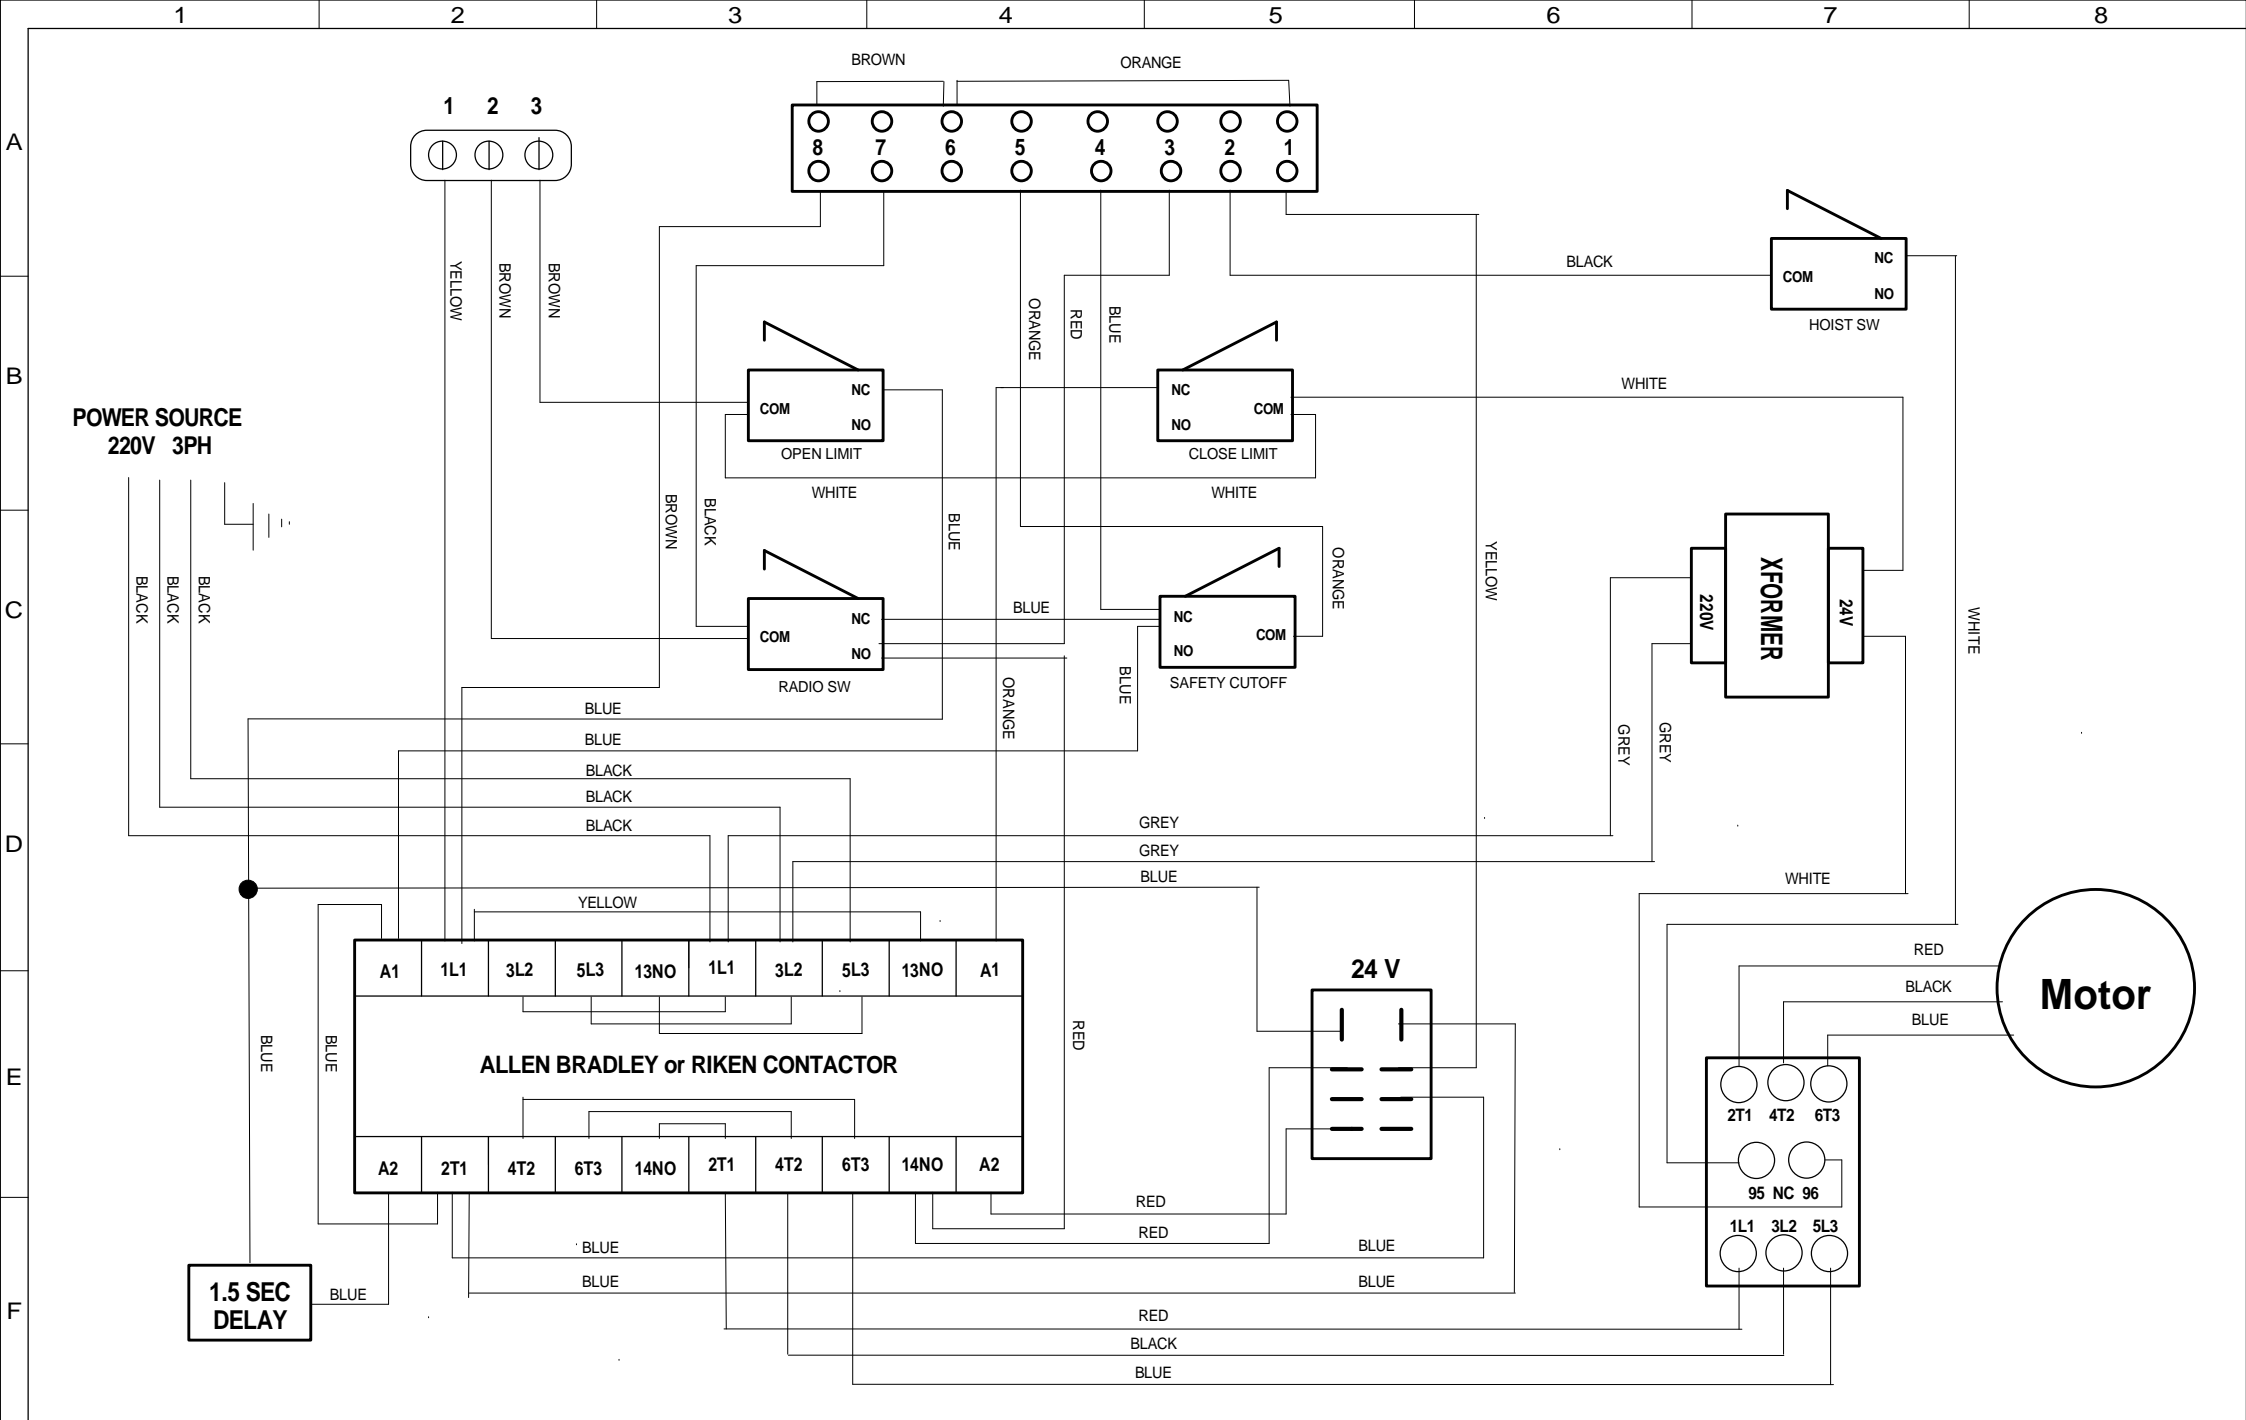 1 2 3 4 5 6 7 8
BROWN ORANGE
1 2 3
A
8 7 6 5 4 3 2 1
NC
COM
NO
HOIST SW
BLACK
YELLOW
BROWN
BROWN
ORANGE
RED
BLUE
B
NC
COM
NO
OPEN LIMIT
NC
COM
NO
CLOSE LIMIT
WHITE
POWER SOURCE
220V 3PH
WHITE WHITE
BROWN
BLACK
BLUE
ORANGE
YELLOW
C
BLACK
BLACK
BLACK
NC
COM
NO
RADIO SW
BLUE
NC
COM
NO
SAFETY CUTOFF
220V
XFORMER
24V
WHITE
ORANGE
BLUE
GREY
GREY
BLUE
BLUE
BLACK
BLACK
BLACK
D
GREY
GREY
BLUE
WHITE
YELLOW
A1 1L1 3L2 5L3 13NO 1L1 3L2 5L3 13NO A1
24 V
RED
BLACK
BLUE
Motor
BLUE
BLUE
RED
E
ALLEN BRADLEY or RIKEN CONTACTOR
2T1 4T2 6T3
A2 2T1 4T2 6T3 14NO 2T1 4T2 6T3 14NO A2
95 NC 96
RED
RED
1L1 3L2 5L3
BLUE BLUE
BLUE BLUE
1.5 SEC
DELAY
BLUE
F
RED
BLACK
BLUE